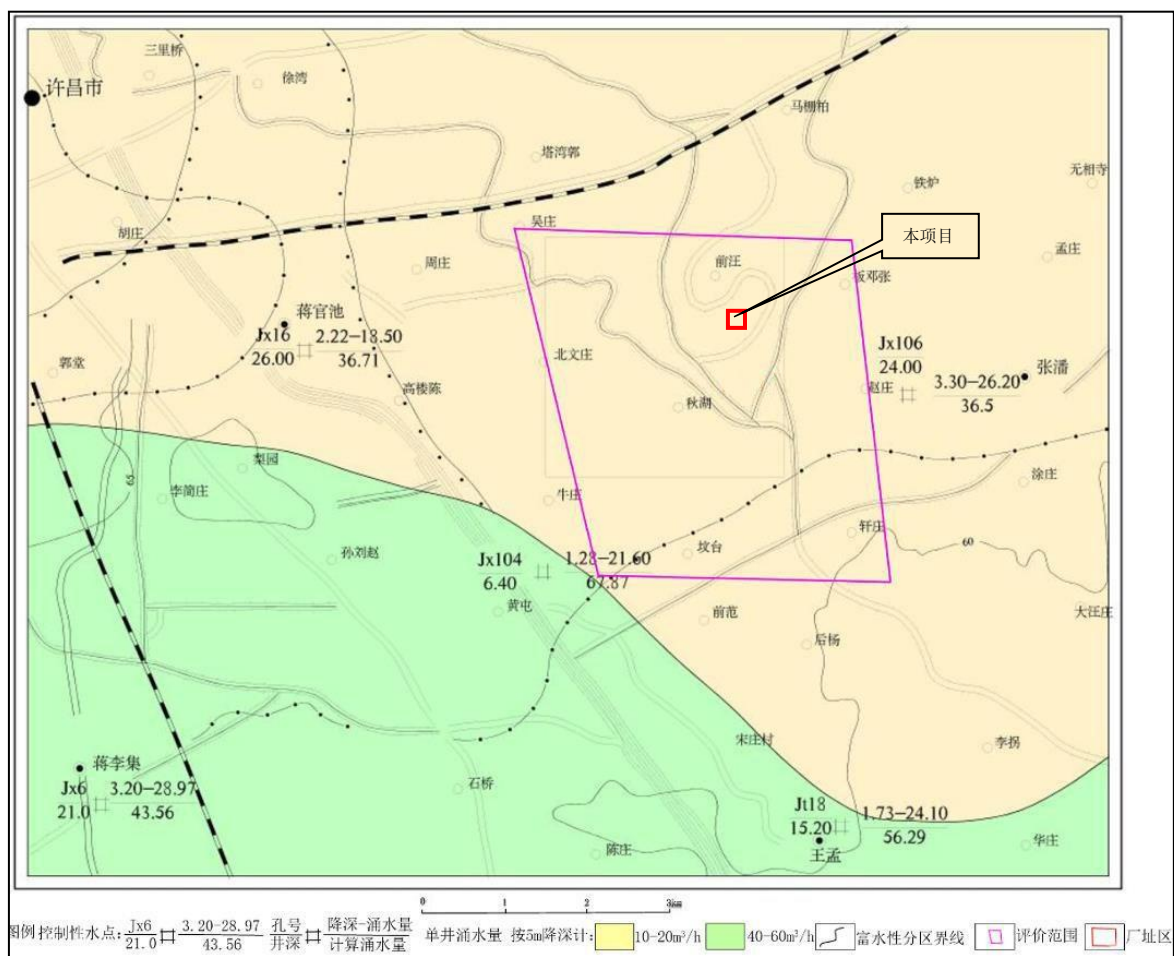 三里桥
许昌市
徐湾
马栅柏
塔湾郭
铁炉
无相寺
吴庄
胡庄
本项目
孟庄
周庄
前汪
坂邓张
蒋官池
Jx16 2.22-18.50
26.00 36.71
Jx106
24.00
3.30-26.20
36.5
张潘
郭堂
北文庄
赵庄
高楼陈
秋湖
梨园
涂庄
65
李简庄
牛庄
轩庄
孙刘赵
坟台
60
Jx104 1.28-21.60
6.40 67.87
黄屯
前范
大汪庄
后杨
宋庄村
李拐
蒋李集
石桥
Jx6 3.20-28.97
21.0 43.56
Jt18 1.73-24.10
15.20 56.29
陈庄
王孟
华庄
0 1 2
图例 控制性水点: Jx6 3.20-28.97 孔号 降深-涌水量
21.0 43.56 井深 计算涌水量
单井涌水量 按5m降深计: 10-20m³/h 40-60m³/h 富水性分区界线 评价范围 厂址区